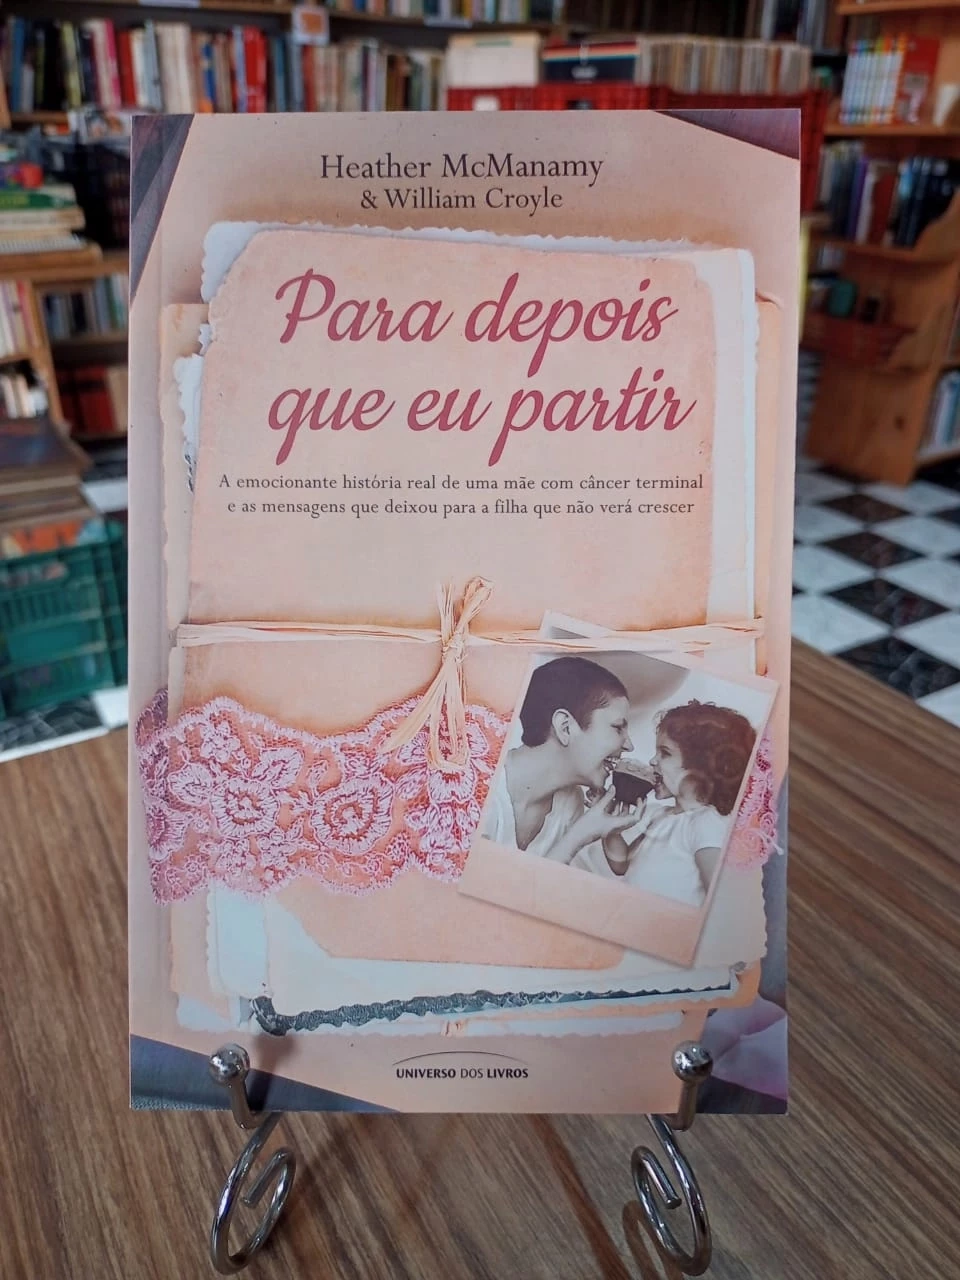 Heather McManamy
& William Croyle
Para depois
que eu partir
A emocionante história real de uma mãe com câncer terminal
e as mensagens que deixou para a filha que não verá crescer
UNIVERSO DOS LIVROS